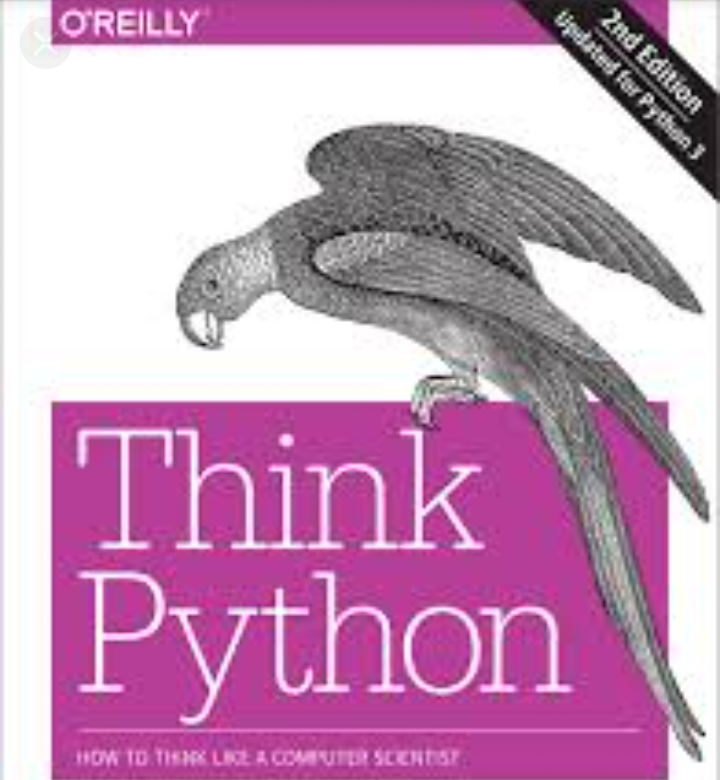 O'REILLY®
2nd Edition
Updated for Python 3
Think
Python
HOW TO THINK LIKE A COMPUTER SCIENTIST